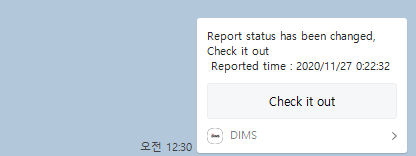 Report status has been changed,
Check it out
Reported time : 2020/11/27 0:22:32
Check it out
DIMS
오전 12:30